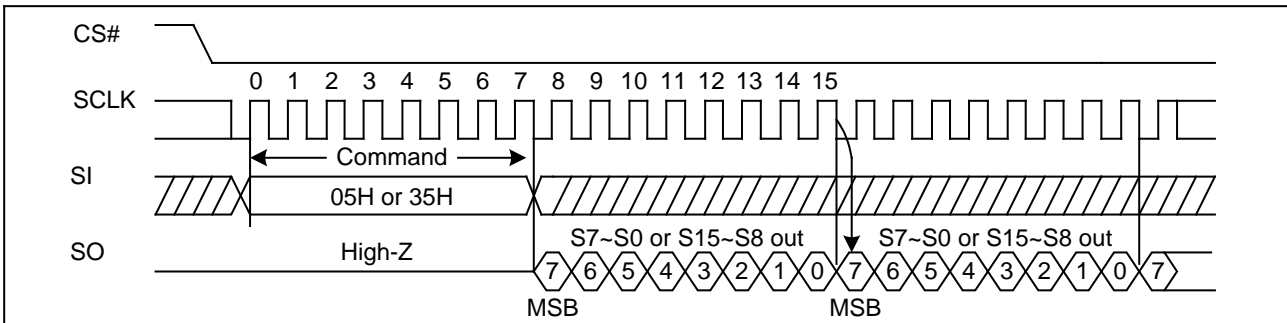 CS#
0 1 2 3 4 5 6 7 8 9 10 11 12 13 14 15
SCLK
Command
SI
05H or 35H
S7~S0 or S15~S8 out S7~S0 or S15~S8 out
SO High-Z
7 6 5 4 3 2 1 0 7 6 5 4 3 2 1 0 7
MSB MSB